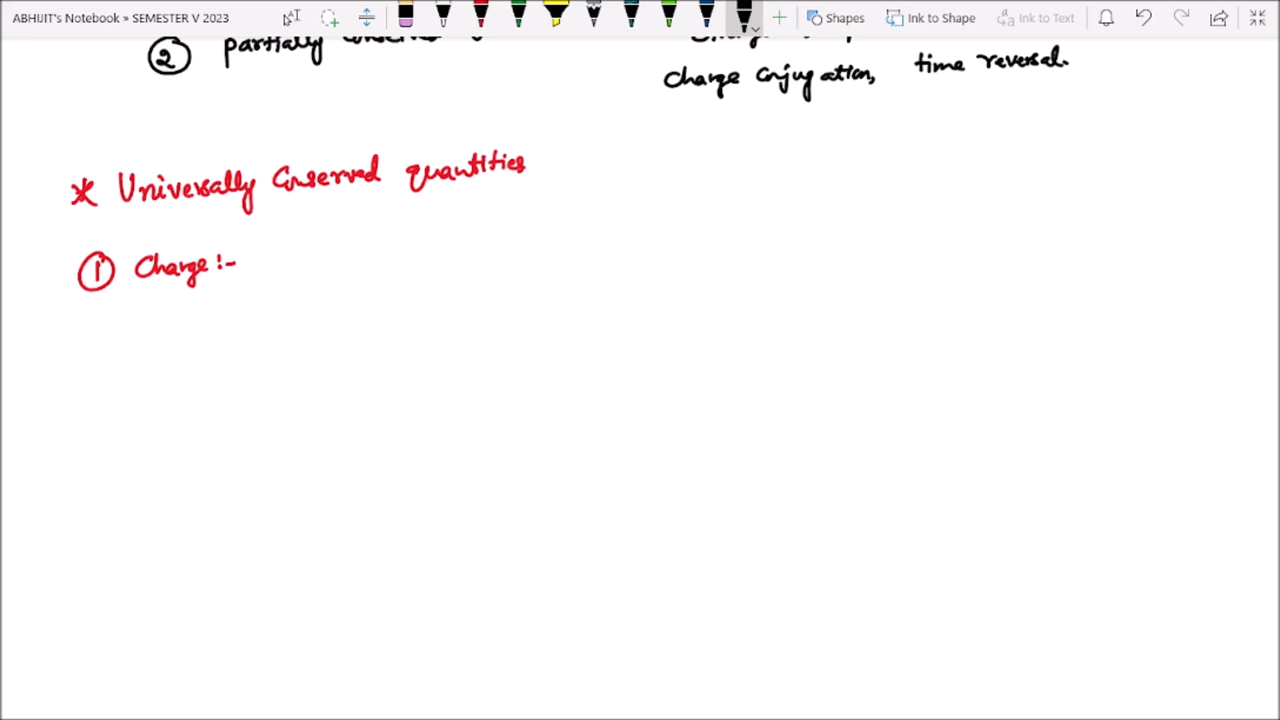 ABHIJIT's Notebook » SEMESTER V 2023
Shapes
Ink to Shape
Ink to Text
② partially
charge conjugation, time reversal.
* Universally conserved quantities
① Charge :-